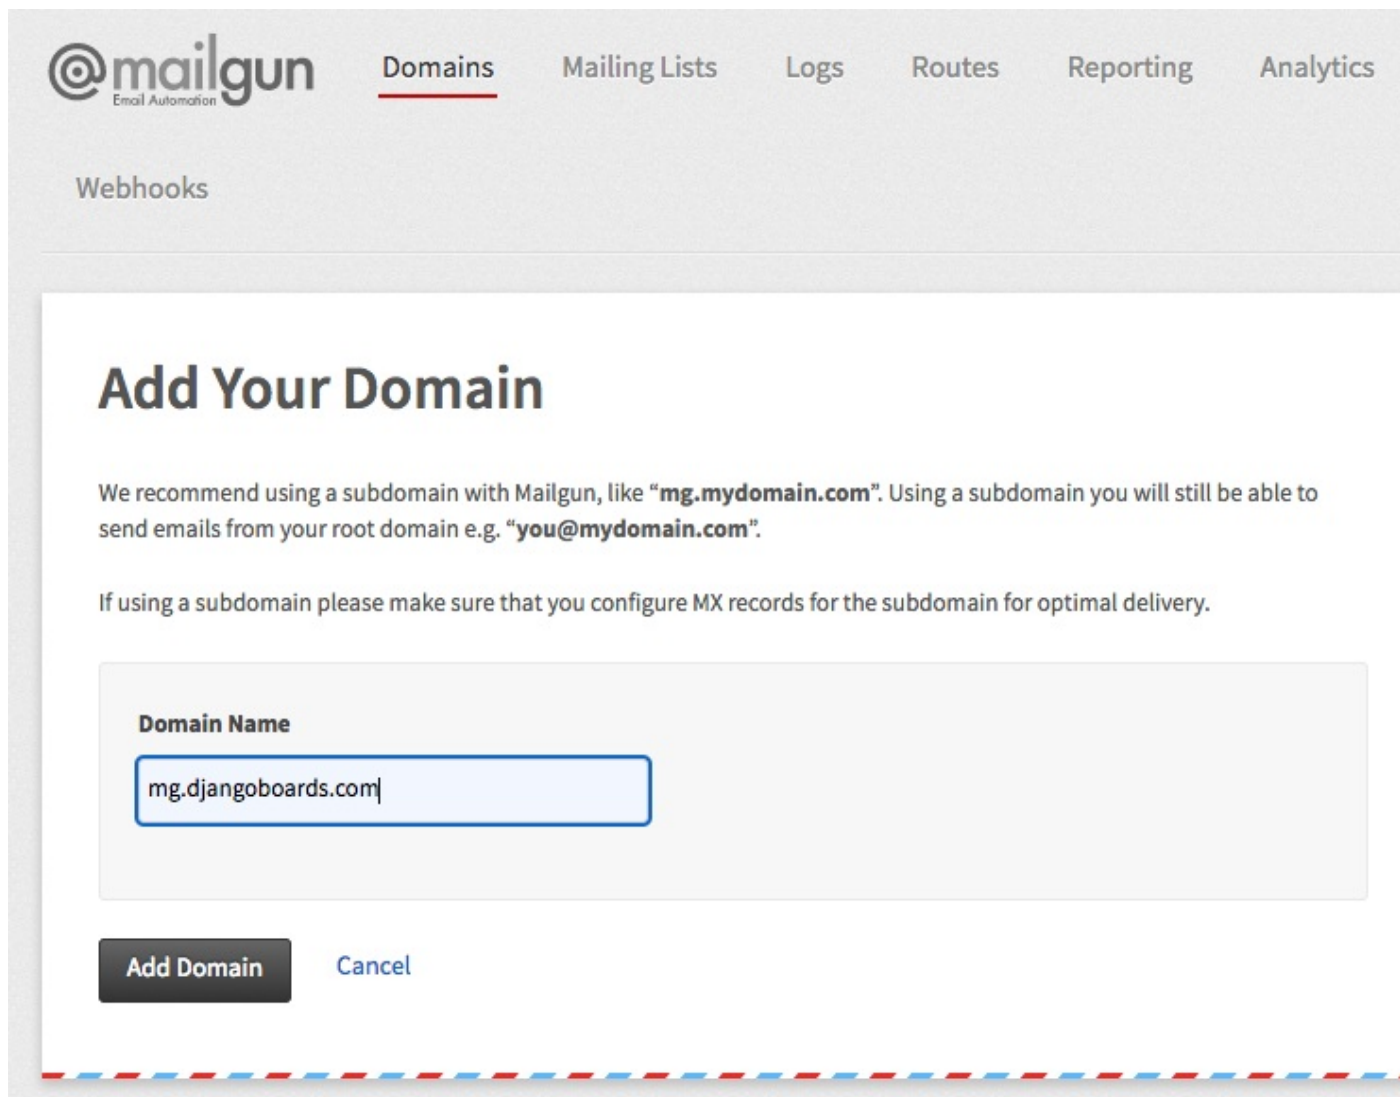 @mailgun
Email Automation
Domains Mailing Lists Logs Routes Reporting Analytics
Webhooks
Add Your Domain
We recommend using a subdomain with Mailgun, like “mg.mydomain.com”. Using a subdomain you will still be able to
send emails from your root domain e.g. “you@mydomain.com”.
If using a subdomain please make sure that you configure MX records for the subdomain for optimal delivery.
Domain Name
mg.djangoboards.com
Add Domain Cancel